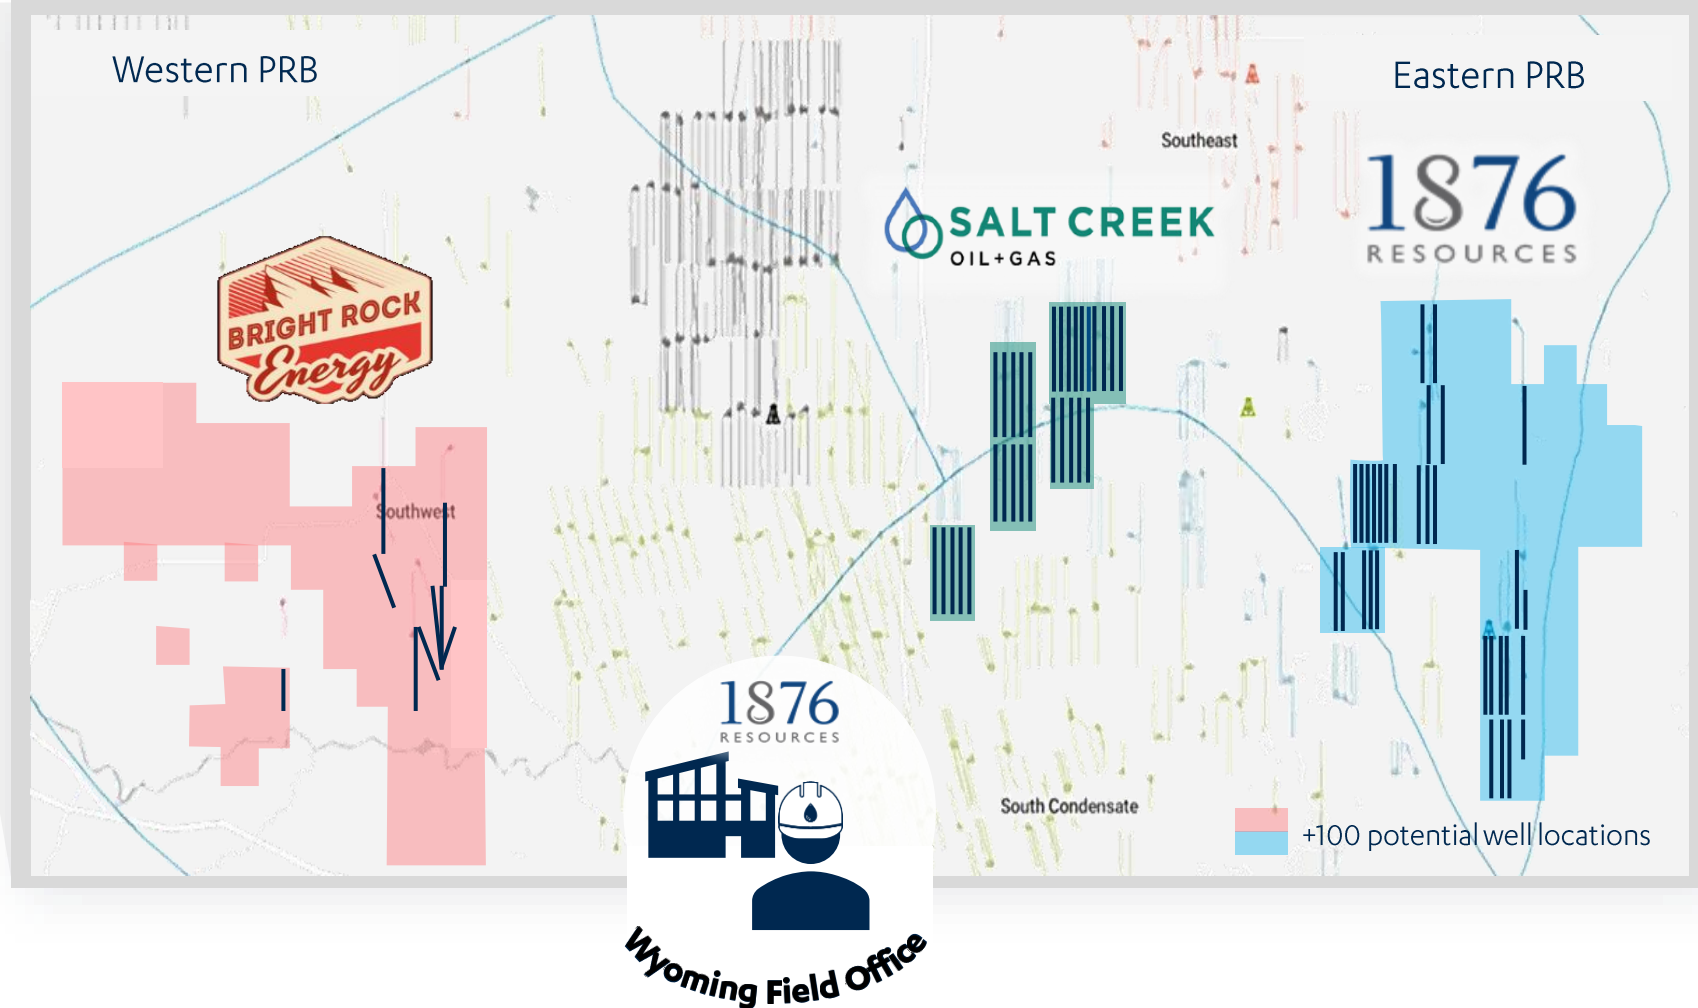 Western PRB
Eastern PRB
Southeast
1876
RESOURCES
SALT CREEK
OIL+GAS
BRIGHT ROCK
Energy
Southwest
1876
RESOURCES
South Condensate
+100 potential well locations
Wyoming Field Office